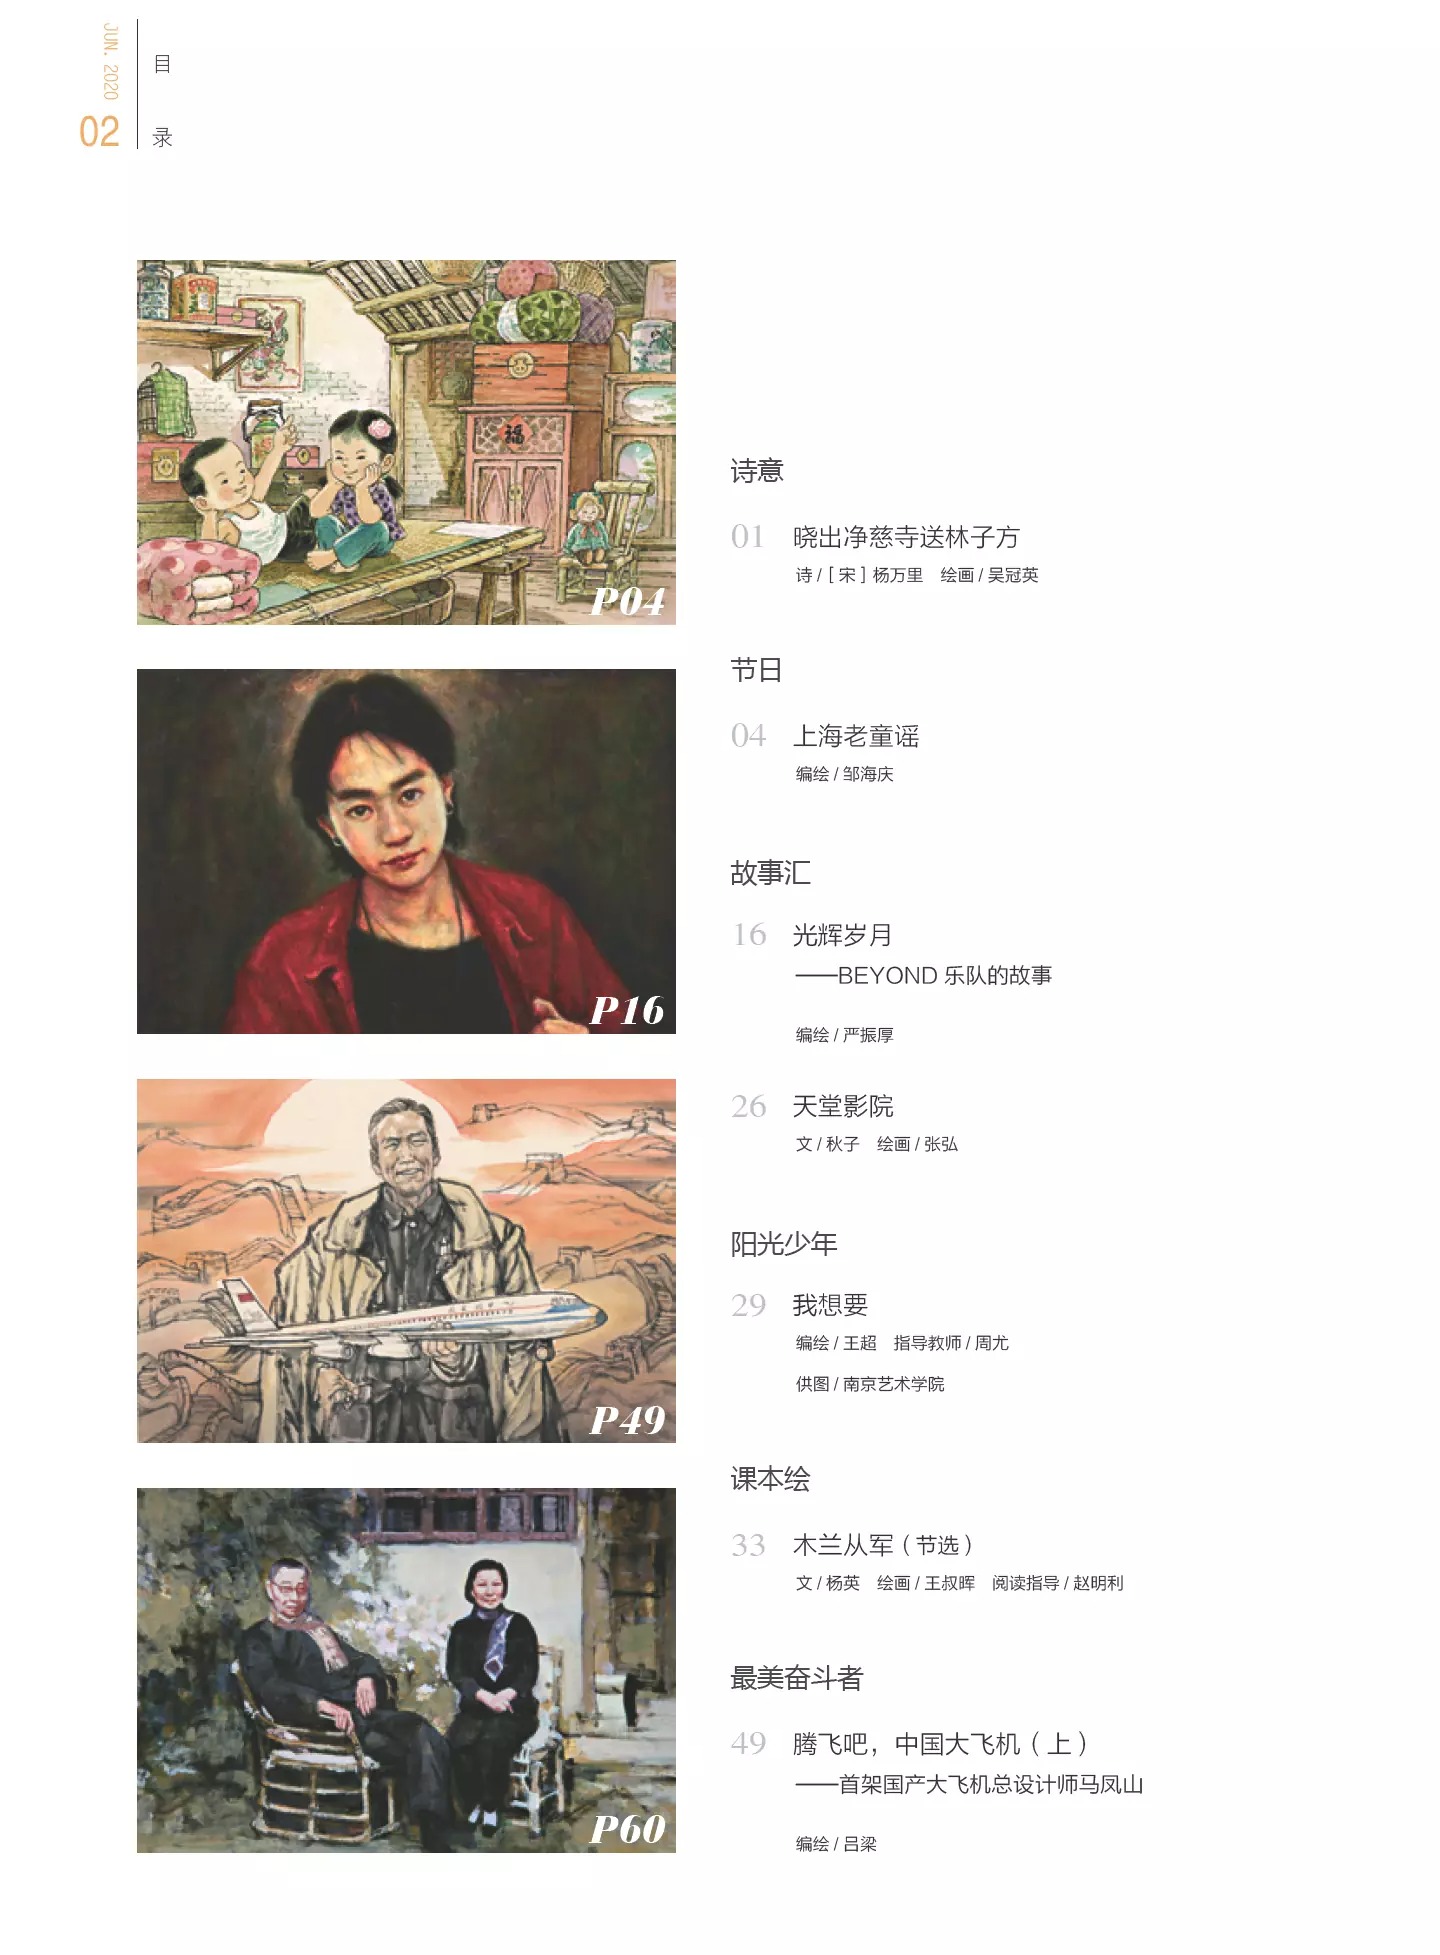 JUN. 2020
02
目
录
福
P04
P16
P49
P60
诗意
01 晓出净慈寺送林子方
诗 / [ 宋 ] 杨万里 绘画 / 吴冠英
节日
04 上海老童谣
编绘 / 邹海庆
故事汇
16 光辉岁月
——BEYOND 乐队的故事
编绘 / 严振厚
26 天堂影院
文 / 秋子 绘画 / 张弘
阳光少年
29 我想要
编绘 / 王超 指导教师 / 周尤
供图 / 南京艺术学院
课本绘
33 木兰从军（节选）
文 / 杨英 绘画 / 王叔晖 阅读指导 / 赵明利
最美奋斗者
49 腾飞吧，中国大飞机（上）
——首架国产大飞机总设计师马凤山
编绘 / 吕梁